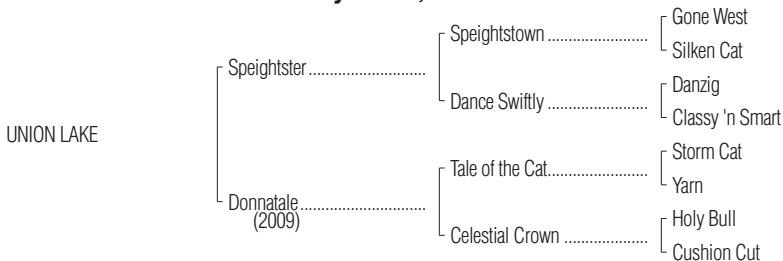 Gone West
Speightstown
Silken Cat
Speightster
Danzig
Dance Swiftly
Classy 'n Smart
UNION LAKE
Storm Cat
Tale of the Cat
Yarn
Donnatale
(2009)
Holy Bull
Celestial Crown
Cushion Cut